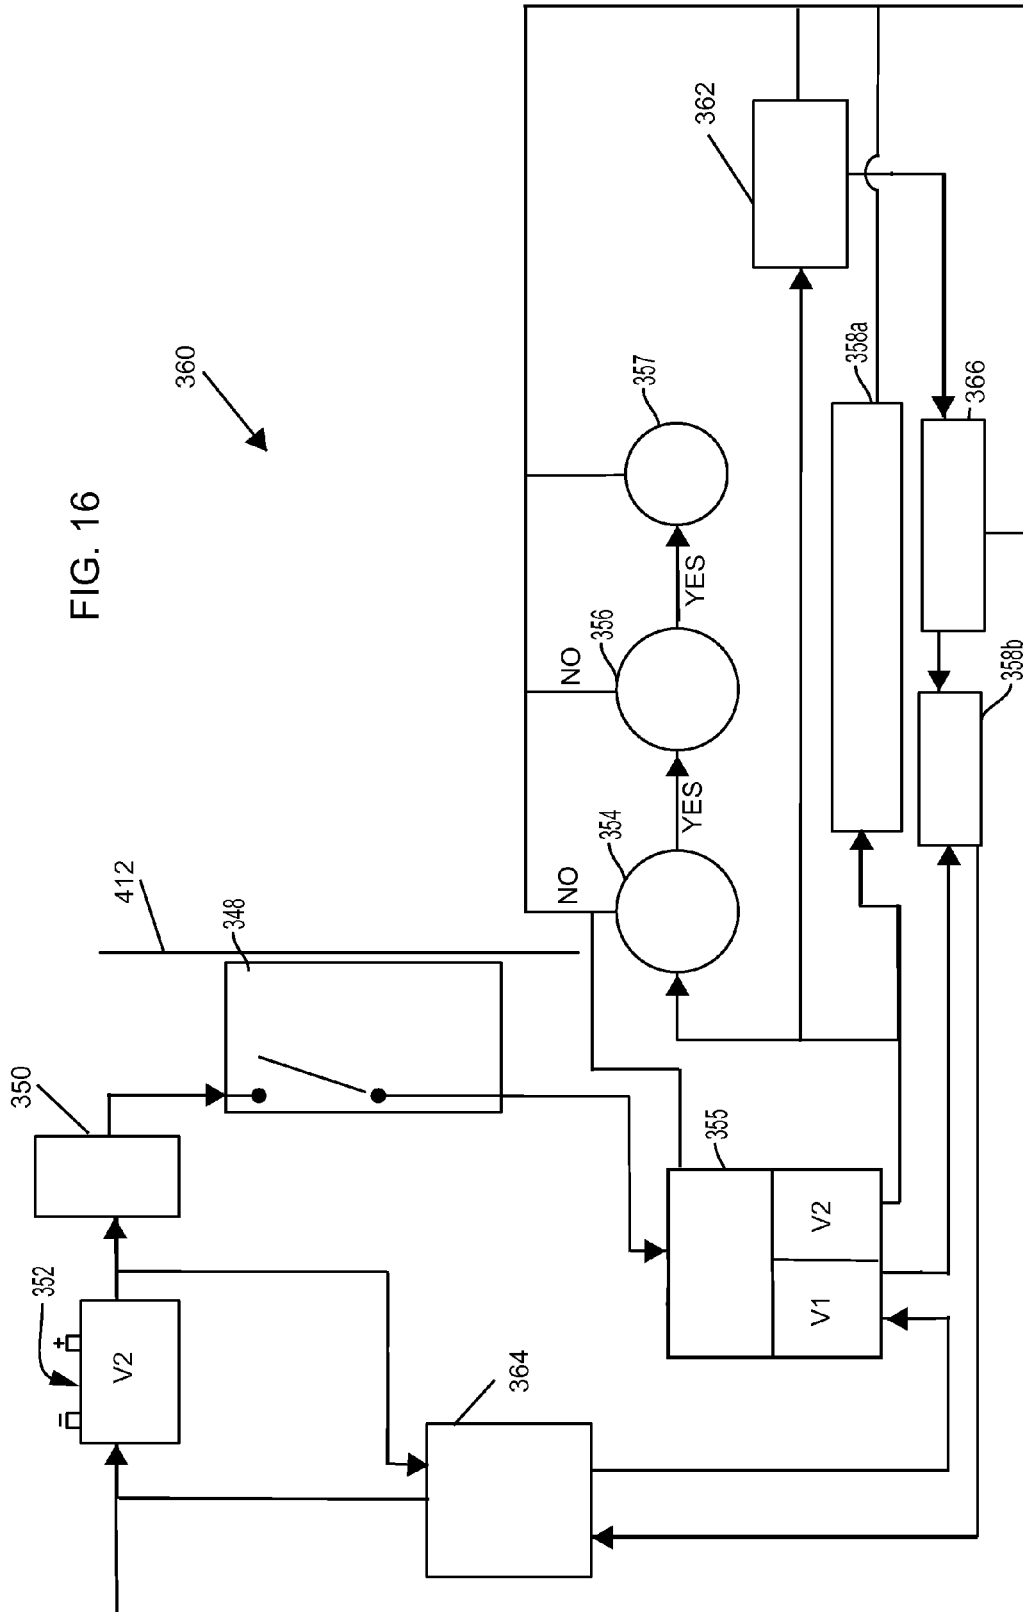 FIG. 16
360
412
350
348
352
+
=
V2
364
355
V1
V2
NO
354
YES
NO
356
YES
357
362
358a
366
358b